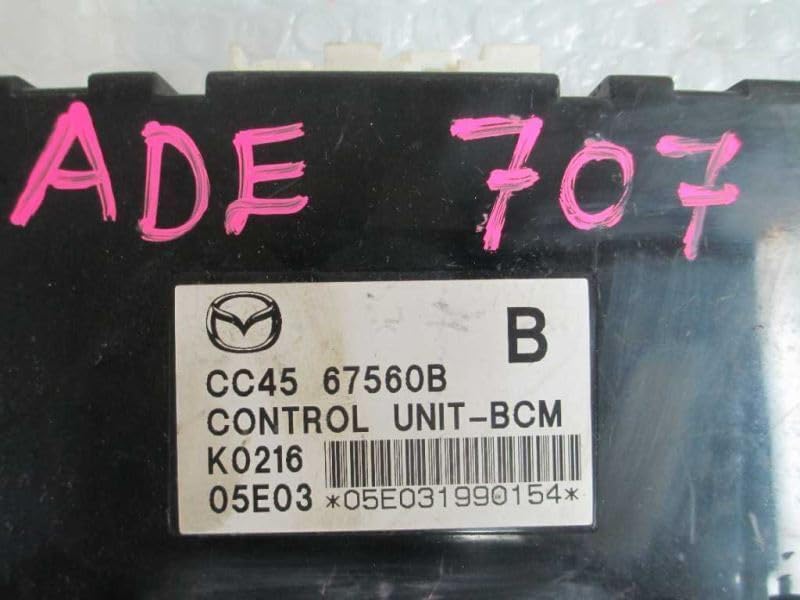 ADE 707
B
CC45 67560B
CONTROL UNIT-BCM
K0216
05E03 *05E031990154*